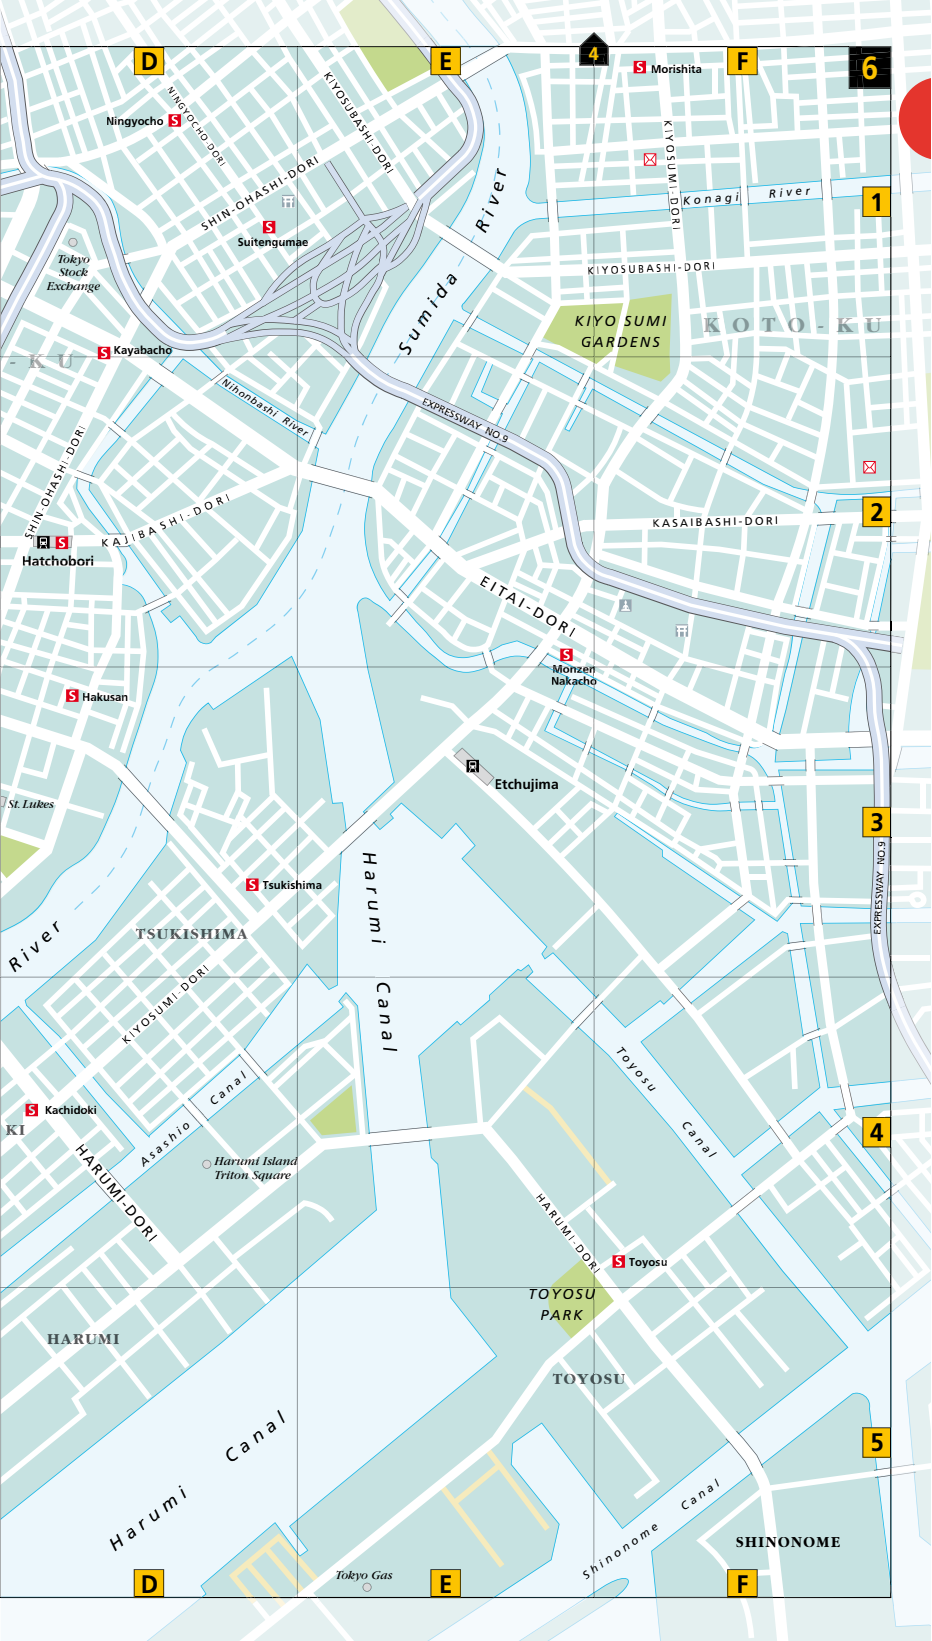 D
E
4
F
6
S Morishita
Ningyocho S
NINGYOCHO-DORI
KIYOSUBASHI-DORI
KIYOSUMI-DORI
SHIN-OHASHI-DORI
Konagi River
1
S
Suitengumae
Tokyo
Stock
Exchange
Sumida River
KIYOSUBASHI-DORI
KIYO SUMI
GARDENS
KOTO-KU
-KU
S Kayabacho
Nihonbashi River
EXPRESSWAY NO.9
SHIN-OHASHI-DORI
KAJIBASHI-DORI
2
KASAIBASHI-DORI
S
Hatchobori
EITAI-DORI
S
Monzen
Nakacho
S Hakusan
Etchujima
St. Lukes
3
EXPRESSWAY NO.9
Harumi Canal
S Tsukishima
TSUKISHIMA
River
KIYOSUMI-DORI
Toyosu Canal
S Kachidoki
KI
Asashio Canal
4
Harumi Island
Triton Square
HARUMI-DORI
HARUMI-DORI
S Toyosu
TOYOSU
PARK
HARUMI
TOYOSU
Harumi Canal
5
Shinonome Canal
SHINONOME
Tokyo Gas
D
E
F